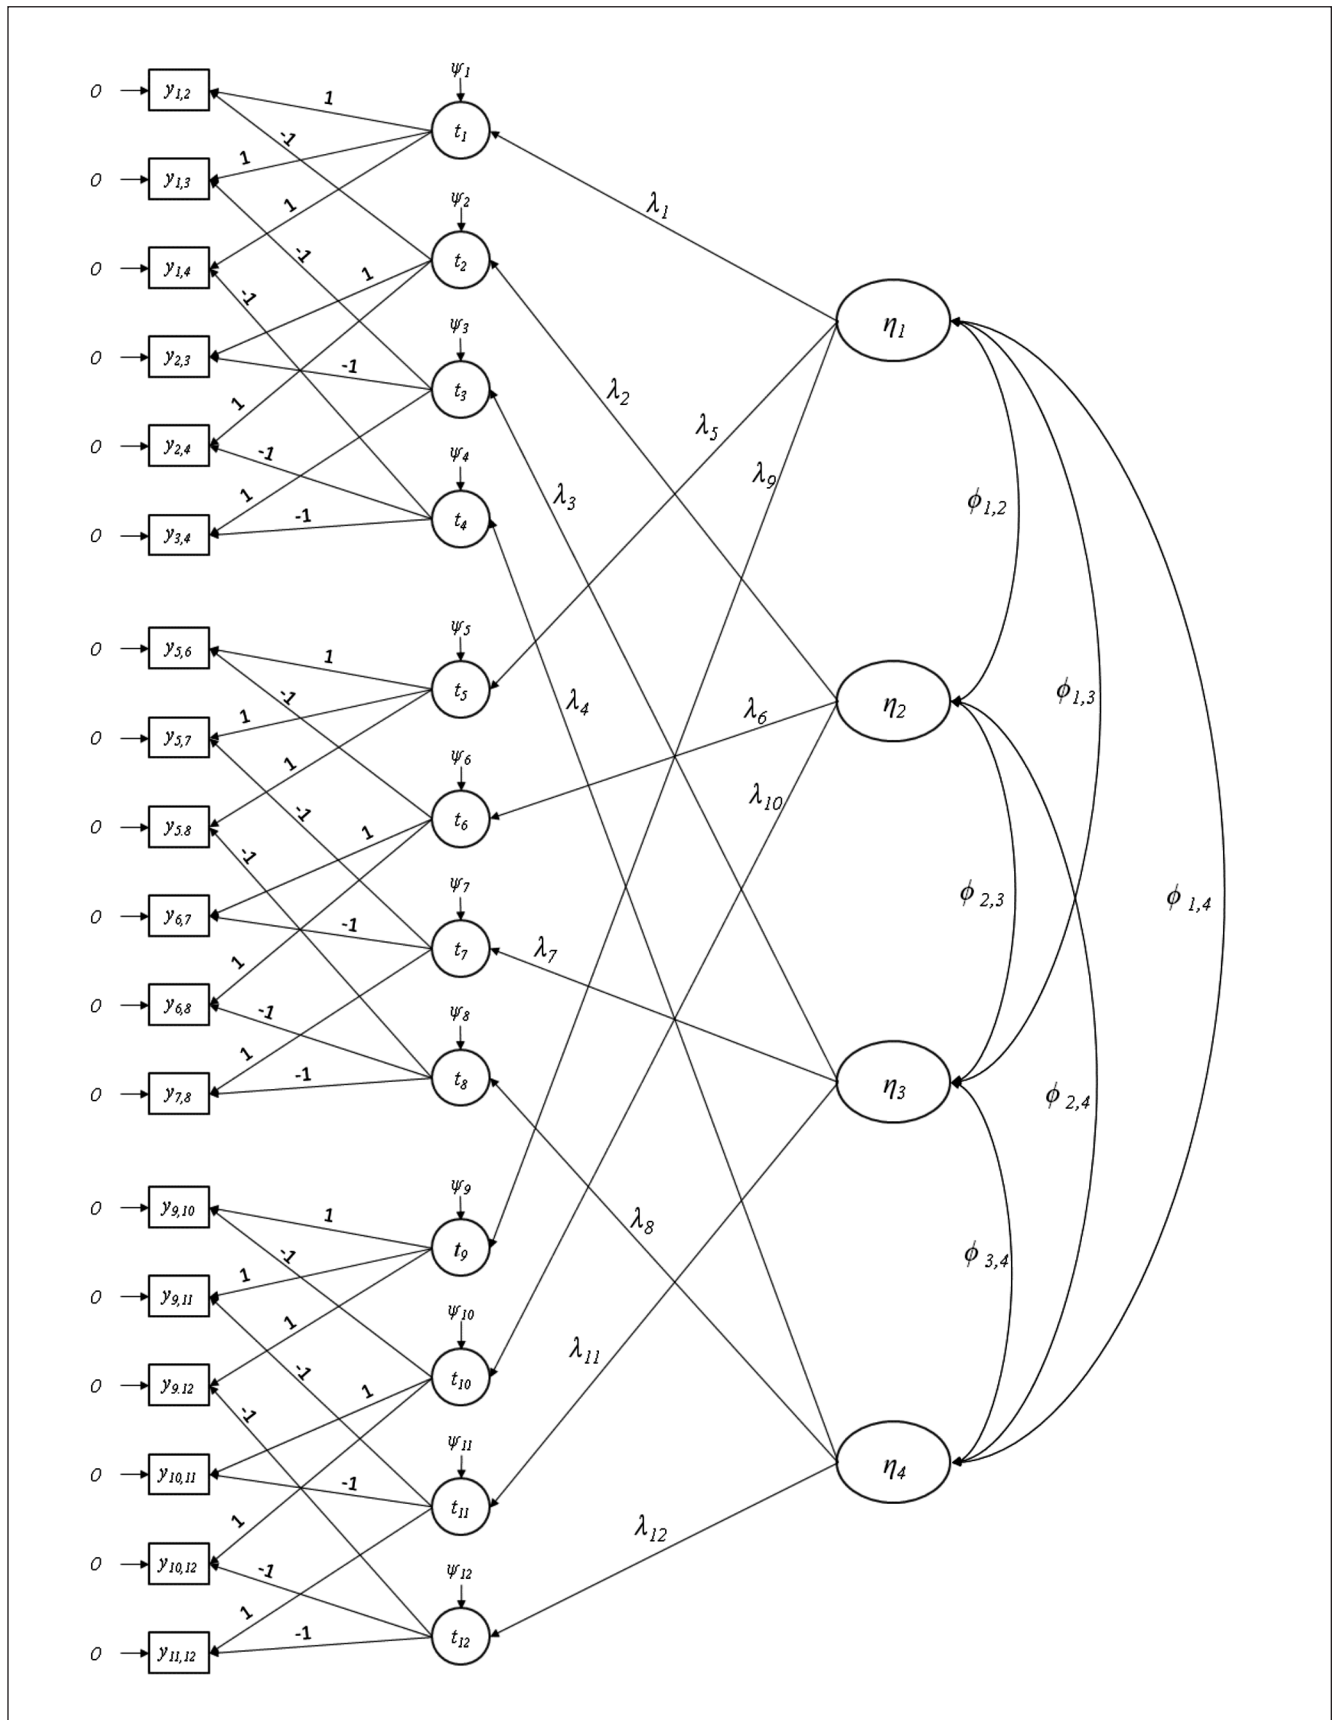 ψ1
0 y1,2 1 t1
-1
0 y1,3 1 λ1
ψ2
1
0 y1,4 -1 t2
1 η1
-1
ψ3
0 y2,3
-1 t3 λ2
1 λ5
0 y2,4 -1 ψ4 λ9
1 λ3 ϕ1,2
0 y3,4 -1 t4
ψ5
0 y5,6 1
-1 t5 ϕ1,3
0 y5,7 1 λ4 λ6 η2
ψ6
1
0 y5.8 -1 t6 λ10
1
-1
ψ7 ϕ 2,3 ϕ 1,4
0 y6,7 -1
1 t7 λ7
0 y6,8 -1 ψ8
1 t8 η3
0 y7,8 -1 ϕ 2,4
ψ9
0 y9,10 1 λ8
-1 t9 ϕ 3,4
0 y9,11 1
ψ10
1
0 y9.12 -1 t10 λ11
1
-1
ψ11
0 y10,11 -1 η4
1 t11
0 y10,12 -1 ψ12 λ12
1
0 y11,12 -1 t12